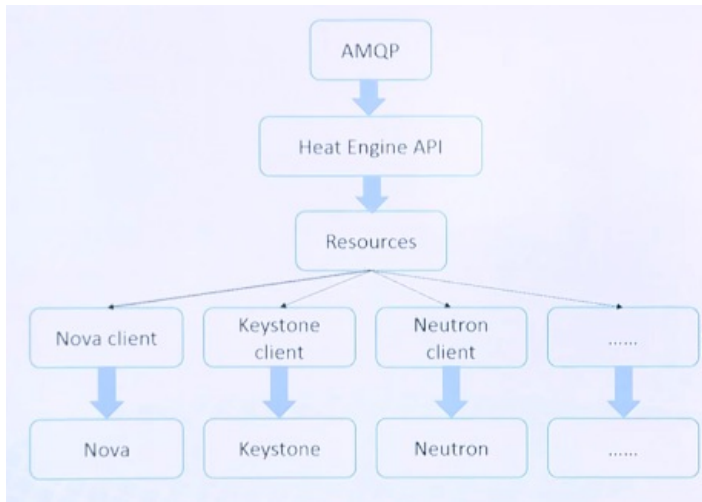 AMQP
Heat Engine API
Resources
Nova client
Keystone
client
Neutron
client
......
Nova
Keystone
Neutron
......